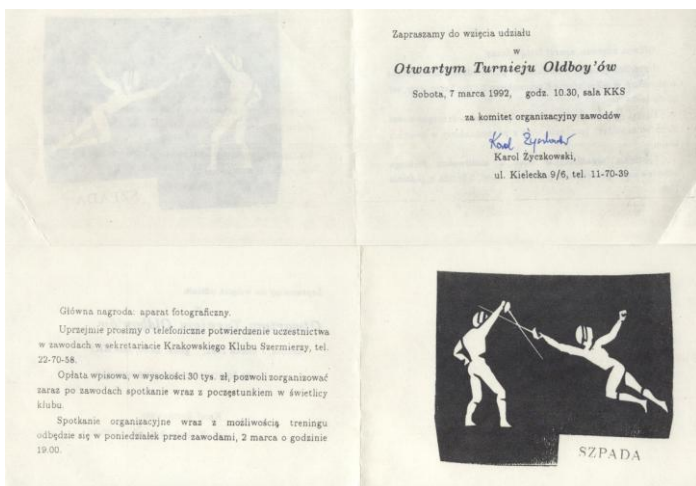 Zapraszamy do wzięcia udziału
w
Otwartym Turnieju Oldboy'ów
Sobota, 7 marca 1992, godz. 10.30, sala KKS
za komitet organizacyjny zawodów
Karol Życzkowski
Karol Życzkowski,
ul. Kielecka 9/6, tel. 11-70-39
Główna nagroda: aparat fotograficzny.
Uprzejmie prosimy o telefoniczne potwierdzenie uczestnictwa
w zawodach w sekretariacie Krakowskiego Klubu Szermierzy, tel.
22-70-58.
Opłata wpisowa, w wysokości 30 tys. zł, pozwoli zorganizować
zaraz po zawodach spotkanie wraz z poczęstunkiem w świetlicy
klubu.
Spotkanie organizacyjne wraz z możliwością treningu
odbędzie się w poniedziałek przed zawodami, 2 marca o godzinie
19.00.
SZPADA